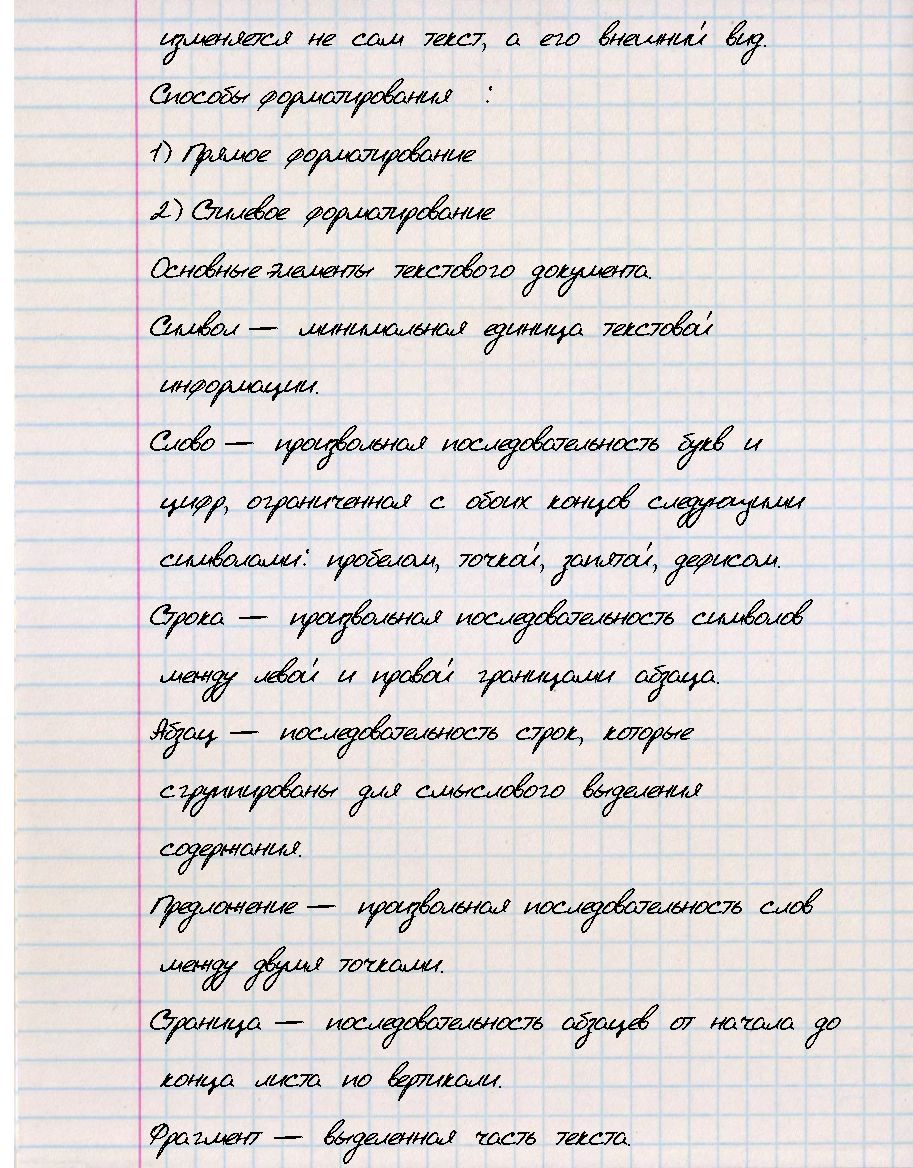 изменяется не сам текст, а его внешний вид.
Способы форматирования :
1) Прямое форматирование
2) Стилевое форматирование
Основные элементы текстового документа.
Символ — минимальная единица текстовой
информации.
Слово — произвольная последовательность букв и
цифр, ограниченная с обоих концов следующими
символами: пробелом, точкой, запятой, дефисом.
Строка — произвольная последовательность символов
между левой и правой границами абзаца.
Абзац — последовательность строк, которые
сгруппированы для смыслового выделения
содержания.
Предложение — произвольная последовательность слов
между двумя точками.
Страница — последовательность абзацев от начала до
конца листа по вертикали.
Фрагмент — выделенная часть текста.